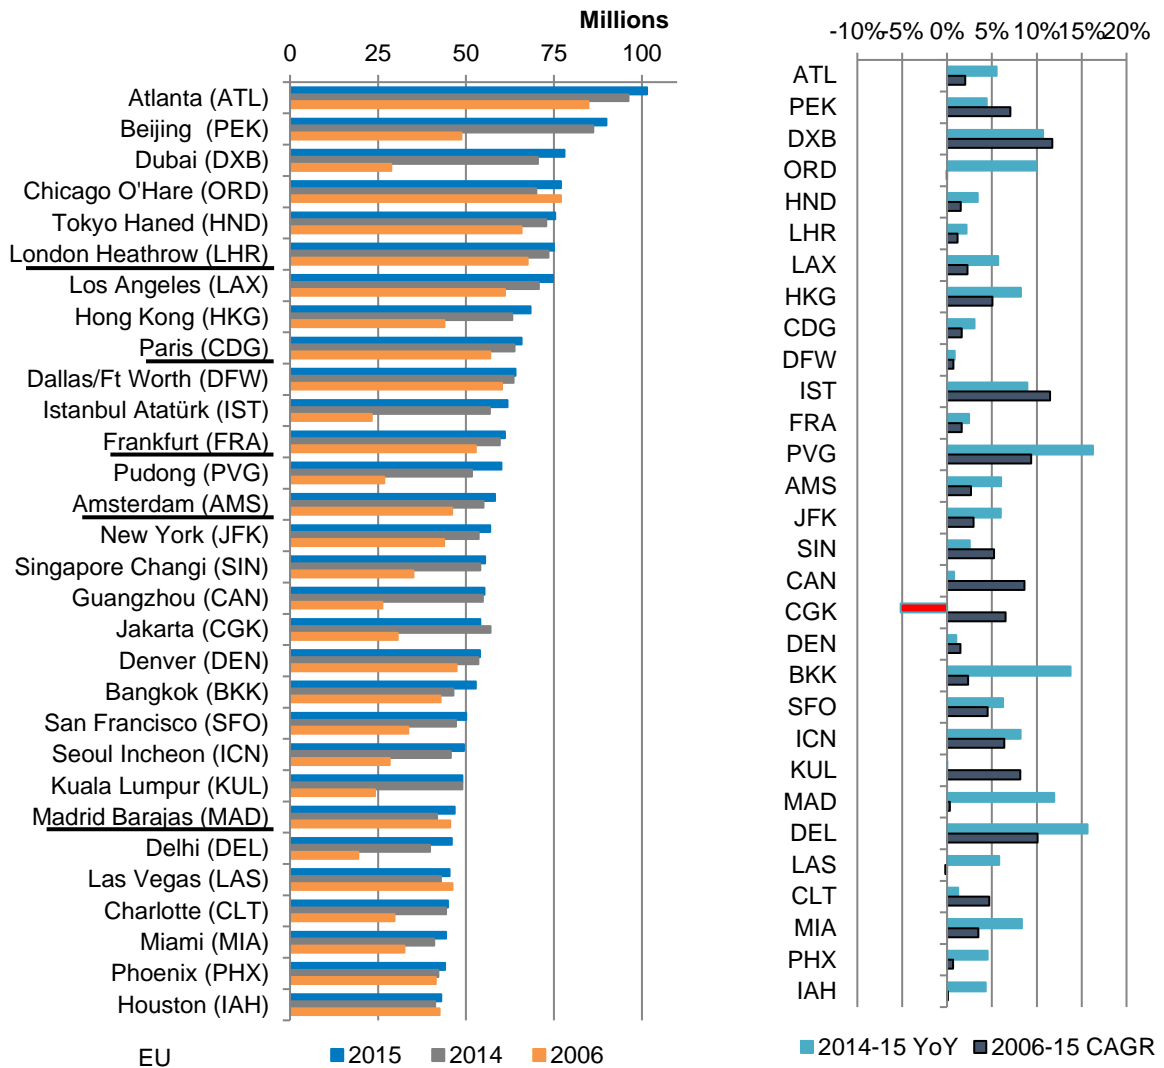 Millions
0 25 50 75 100
Atlanta (ATL)
Beijing (PEK)
Dubai (DXB)
Chicago O'Hare (ORD)
Tokyo Haned (HND)
London Heathrow (LHR)
Los Angeles (LAX)
Hong Kong (HKG)
Paris (CDG)
Dallas/Ft Worth (DFW)
Istanbul Atatürk (IST)
Frankfurt (FRA)
Pudong (PVG)
Amsterdam (AMS)
New York (JFK)
Singapore Changi (SIN)
Guangzhou (CAN)
Jakarta (CGK)
Denver (DEN)
Bangkok (BKK)
San Francisco (SFO)
Seoul Incheon (ICN)
Kuala Lumpur (KUL)
Madrid Barajas (MAD)
Delhi (DEL)
Las Vegas (LAS)
Charlotte (CLT)
Miami (MIA)
Phoenix (PHX)
Houston (IAH)
EU 2015 2014 2006
-10% -5% 0% 5% 10% 15% 20%
ATL
PEK
DXB
ORD
HND
LHR
LAX
HKG
CDG
DFW
IST
FRA
PVG
AMS
JFK
SIN
CAN
CGK
DEN
BKK
SFO
ICN
KUL
MAD
DEL
LAS
CLT
MIA
PHX
IAH
2014-15 YoY 2006-15 CAGR